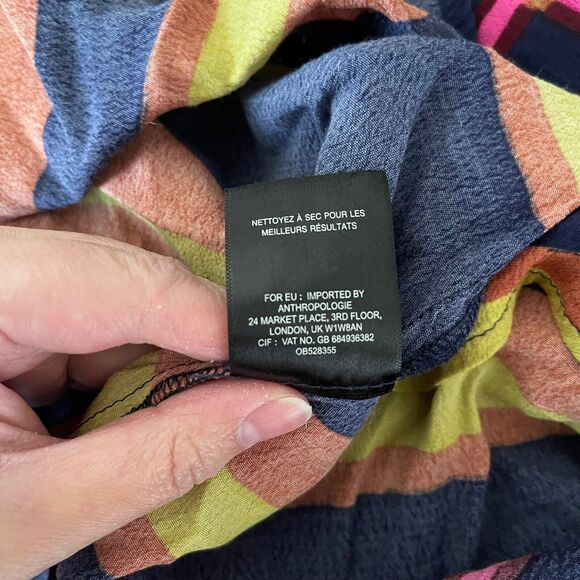 NETTOYEZ À SEC POUR LES
MEILLEURS RÉSULTATS
FOR EU : IMPORTED BY
ANTHROPOLOGIE
24 MARKET PLACE, 3RD FLOOR,
LONDON, UK W1W8AN
CIF : VAT NO. GB 684936382
OB528355